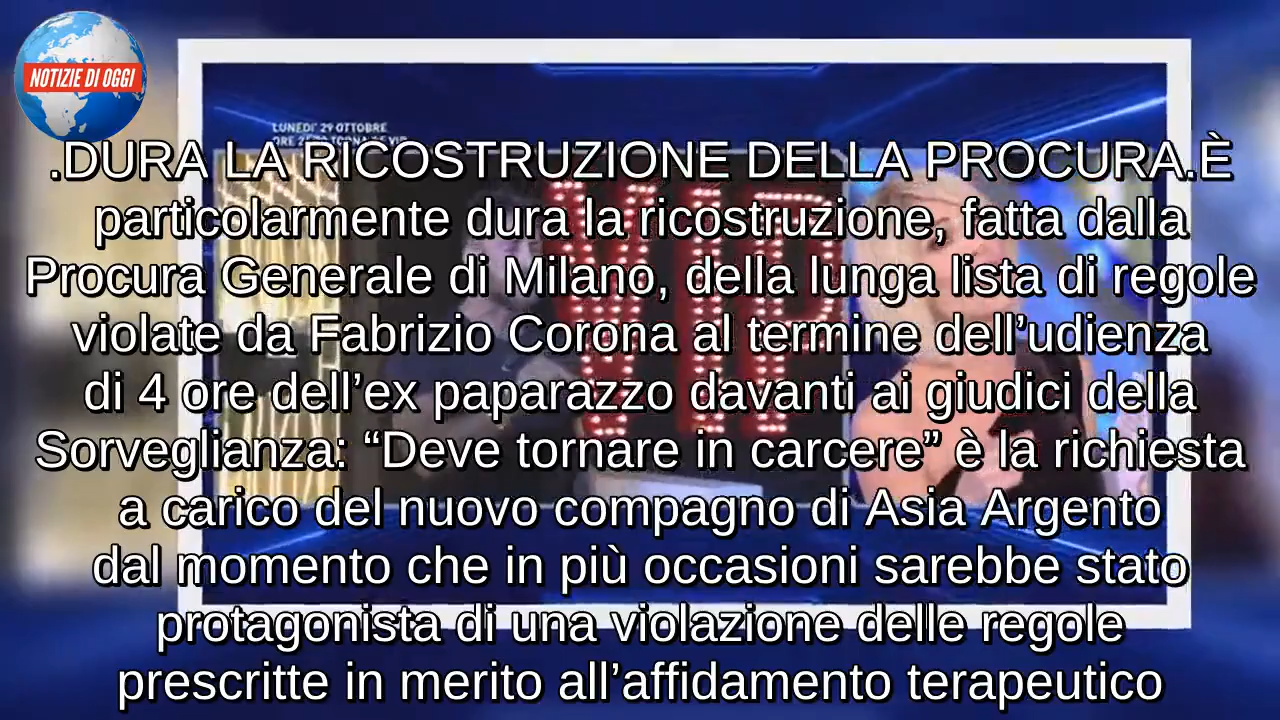 NOTIZIE DI OGGI
LUNEDI' 29 OTTOBRE
ORE
VIP
.DURA LA RICOSTRUZIONE DELLA PROCURA.È
particolarmente dura la ricostruzione, fatta dalla
Procura Generale di Milano, della lunga lista di regole
violate da Fabrizio Corona al termine dell’udienza
di 4 ore dell’ex paparazzo davanti ai giudici della
Sorveglianza: “Deve tornare in carcere” è la richiesta
a carico del nuovo compagno di Asia Argento
dal momento che in più occasioni sarebbe stato
protagonista di una violazione delle regole
prescritte in merito all’affidamento terapeutico